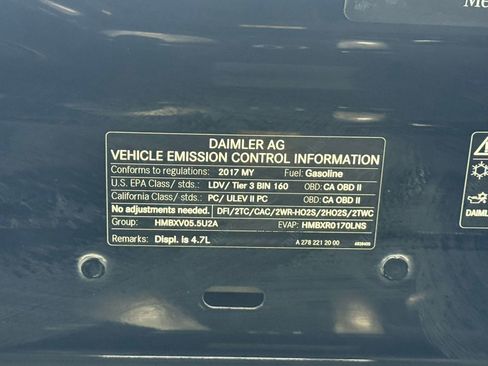 Me
DAIMLER AG
VEHICLE EMISSION CONTROL INFORMATION
Conforms to regulations: 2017 MY Fuel: Gasoline
U.S. EPA Class/ stds.: LDV/ Tier 3 BIN 160 OBD: CA OBD II
California Class/ stds.: PC/ ULEV II PC OBD: CA OBD II
No adjustments needed. DFI/2TC/CAC/2WR-HO2S/2HO2S/2TWC
Group: HMBXV05.5U2A EVAP: HMBXR0170LNS
Remarks: Displ. is 4.7L A 278 221 20 00
DAIML